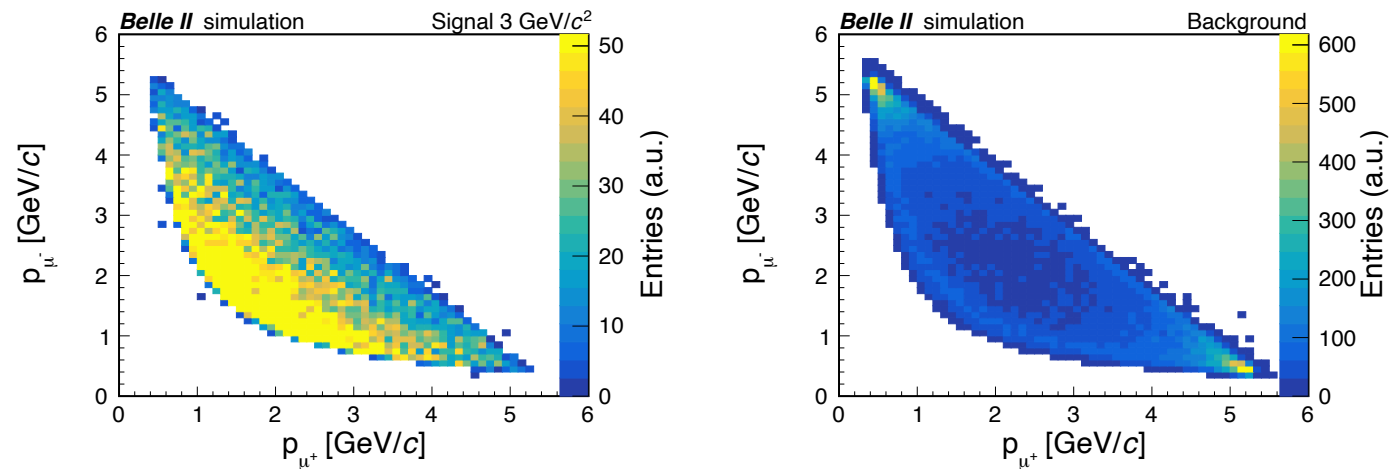 Belle II simulation Signal 3 GeV/c²
6
5
4
3
2
1
0
p_μ⁻ [GeV/c]
0 1 2 3 4 5 6
p_μ⁺ [GeV/c]
50
40
30
20
10
0
Entries (a.u.)
Belle II simulation Background
6
5
4
3
2
1
0
p_μ⁻ [GeV/c]
0 1 2 3 4 5 6
p_μ⁺ [GeV/c]
600
500
400
300
200
100
0
Entries (a.u.)